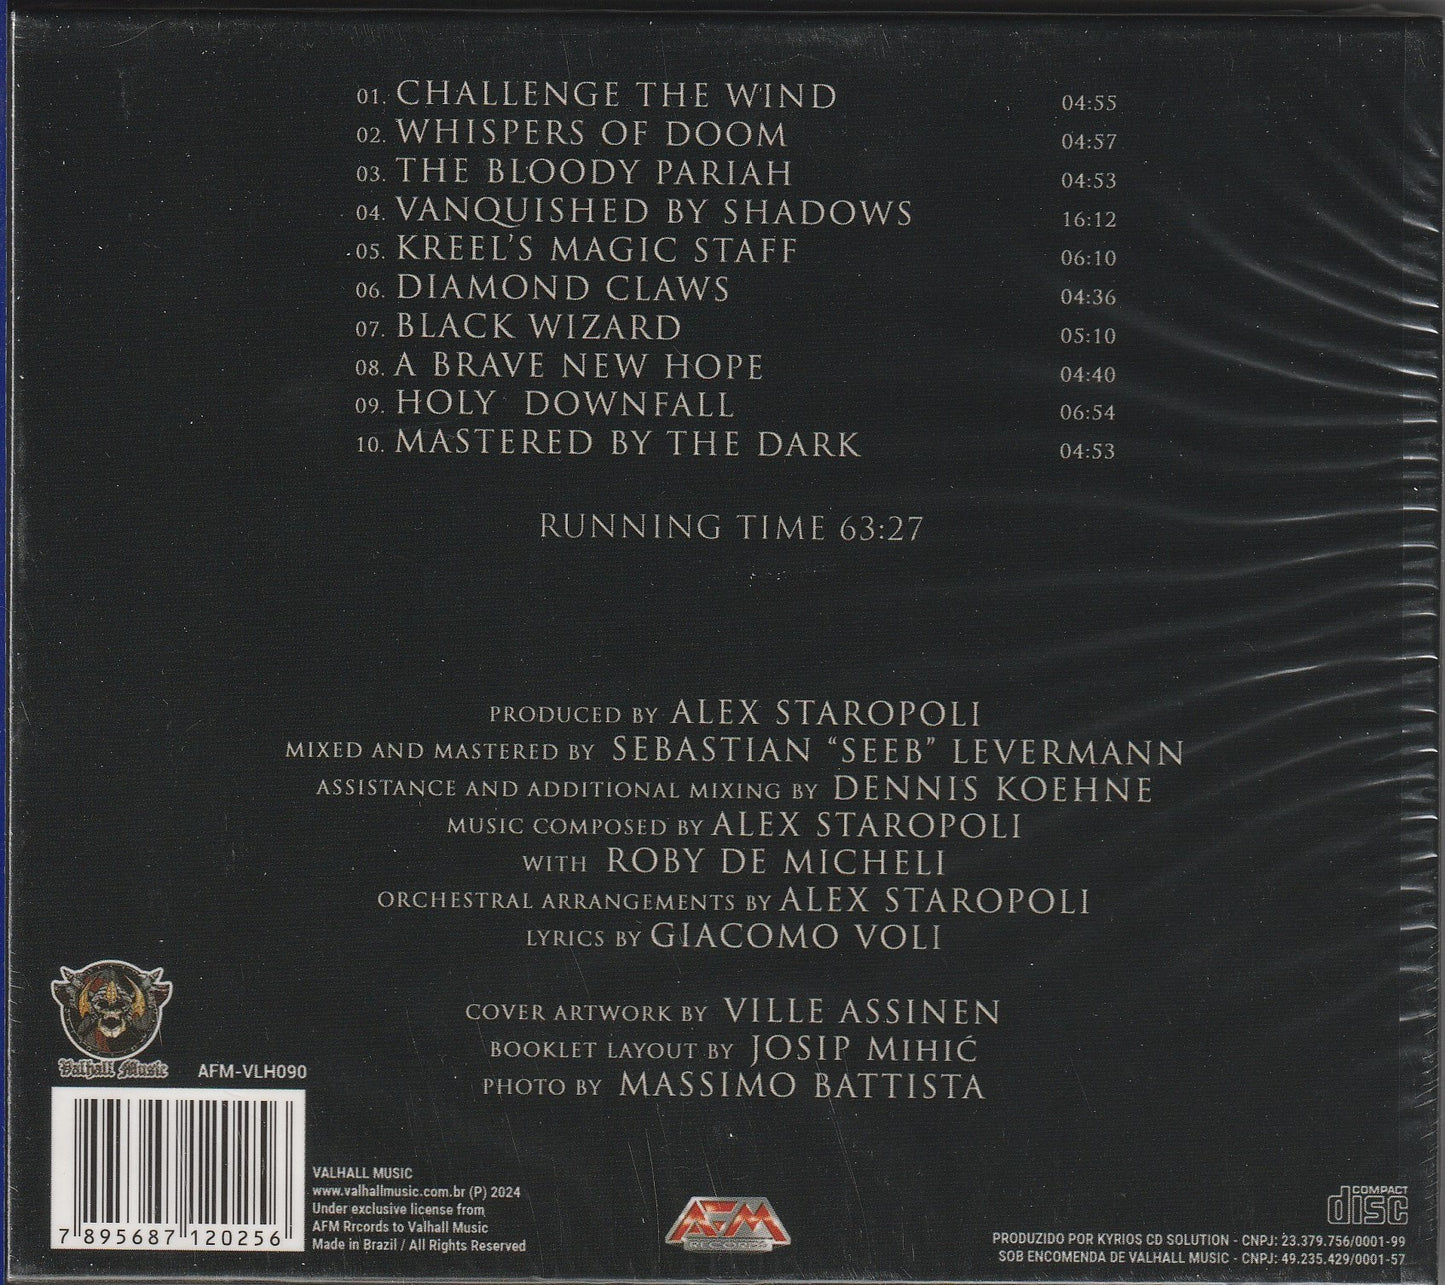 01. CHALLENGE THE WIND 04:55
02. WHISPERS OF DOOM 04:57
03. THE BLOODY PARIAH 04:53
04. VANQUISHED BY SHADOWS 16:12
05. KREEL'S MAGIC STAFF 06:10
06. DIAMOND CLAWS 04:36
07. BLACK WIZARD 05:10
08. A BRAVE NEW HOPE 04:40
09. HOLY DOWNFALL 06:54
10. MASTERED BY THE DARK 04:53
RUNNING TIME 63:27
PRODUCED BY ALEX STAROPOLI
MIXED AND MASTERED BY SEBASTIAN “SEEB” LEVERMANN
ASSISTANCE AND ADDITIONAL MIXING BY DENNIS KOEHNE
MUSIC COMPOSED BY ALEX STAROPOLI
WITH ROBY DE MICHELI
ORCHESTRAL ARRANGEMENTS BY ALEX STAROPOLI
LYRICS BY GIACOMO VOLI
COVER ARTWORK BY VILLE ASSINEN
BOOKLET LAYOUT BY JOSIP MIHIĆ
PHOTO BY MASSIMO BATTISTA
Valhall Music
AFM-VLH090
7 895687 120256
VALHALL MUSIC
www.valhallmusic.com.br (P) 2024
Under exclusive license from
AFM Rrcords to Valhall Music
Made in Brazil / All Rights Reserved
AFM
RECORDS
COMPACT
disc
PRODUZIDO POR KYRIOS CD SOLUTION - CNPJ: 23.379.756/0001-99
SOB ENCOMENDA DE VALHALL MUSIC - CNPJ: 49.235.429/0001-57